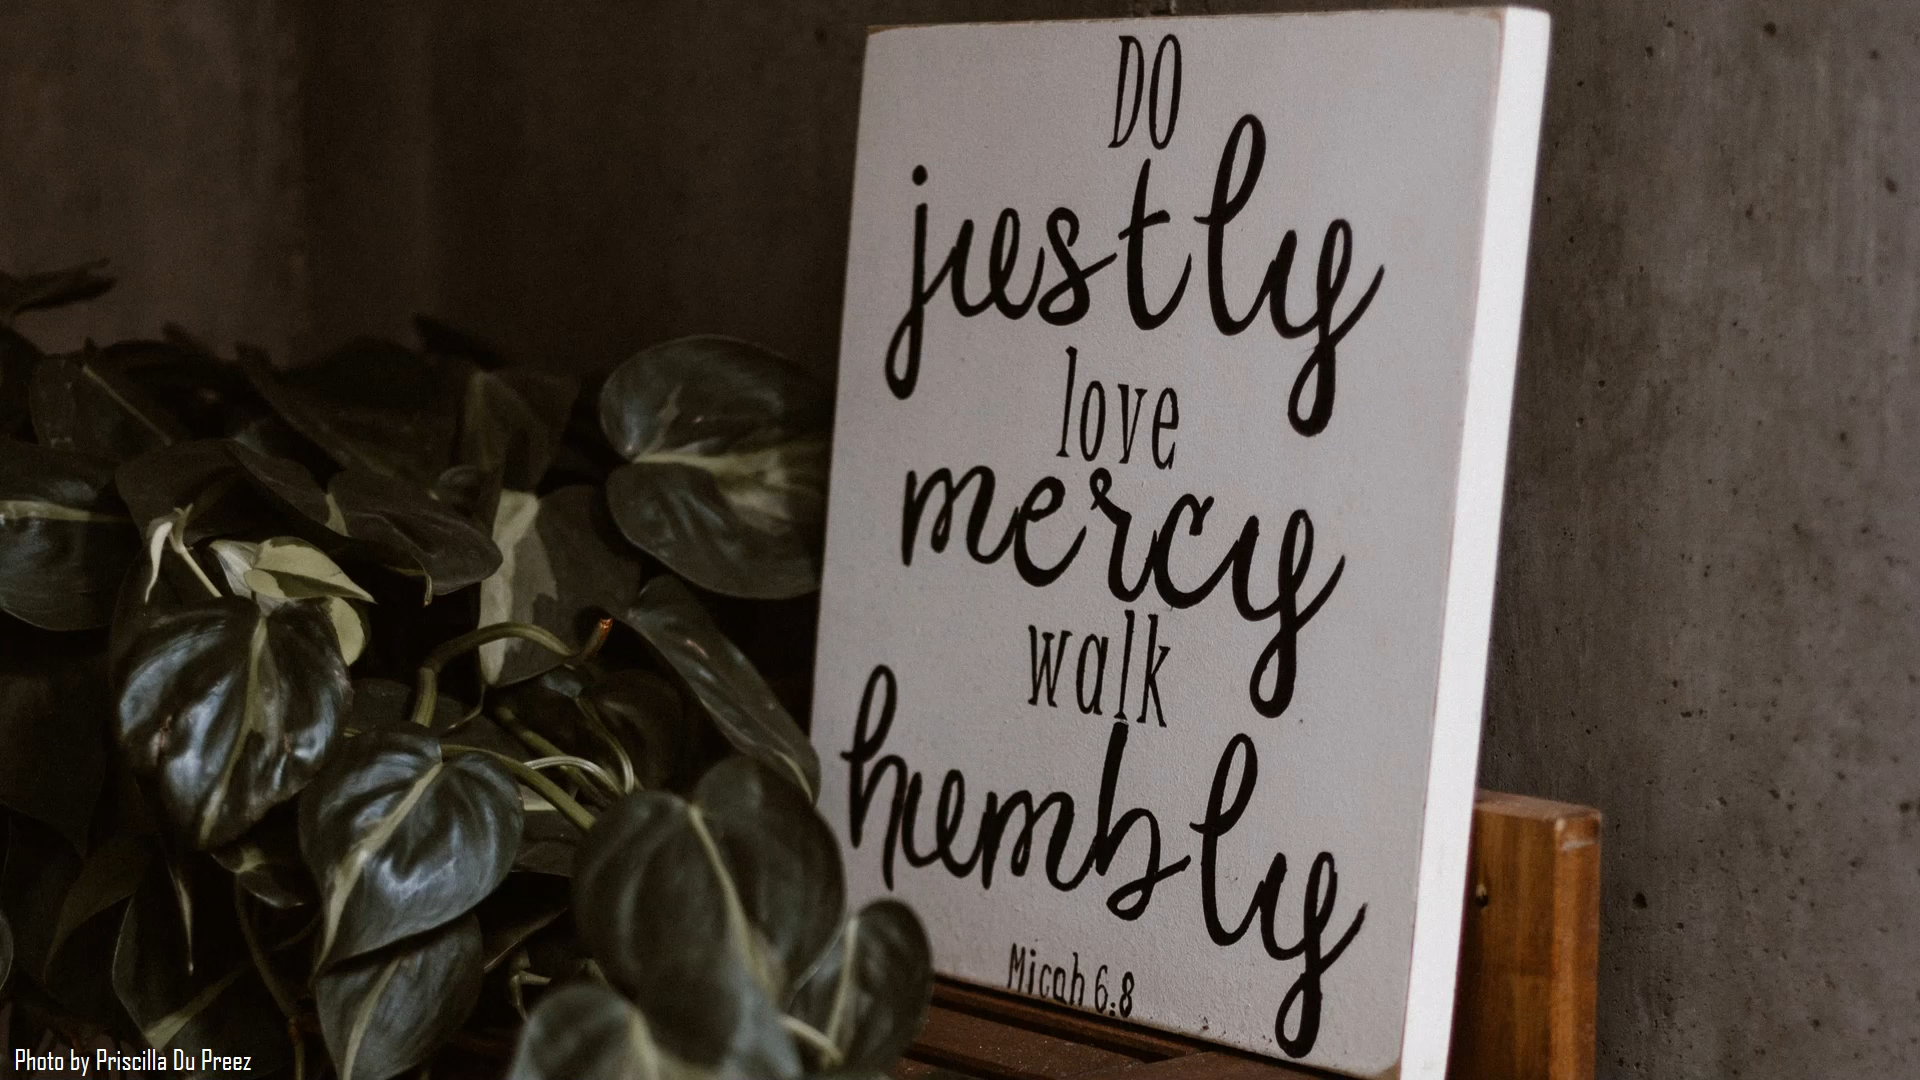 DO
justly
love
mercy
walk
humbly
Micah 6:8
Photo by Priscilla Du Preez